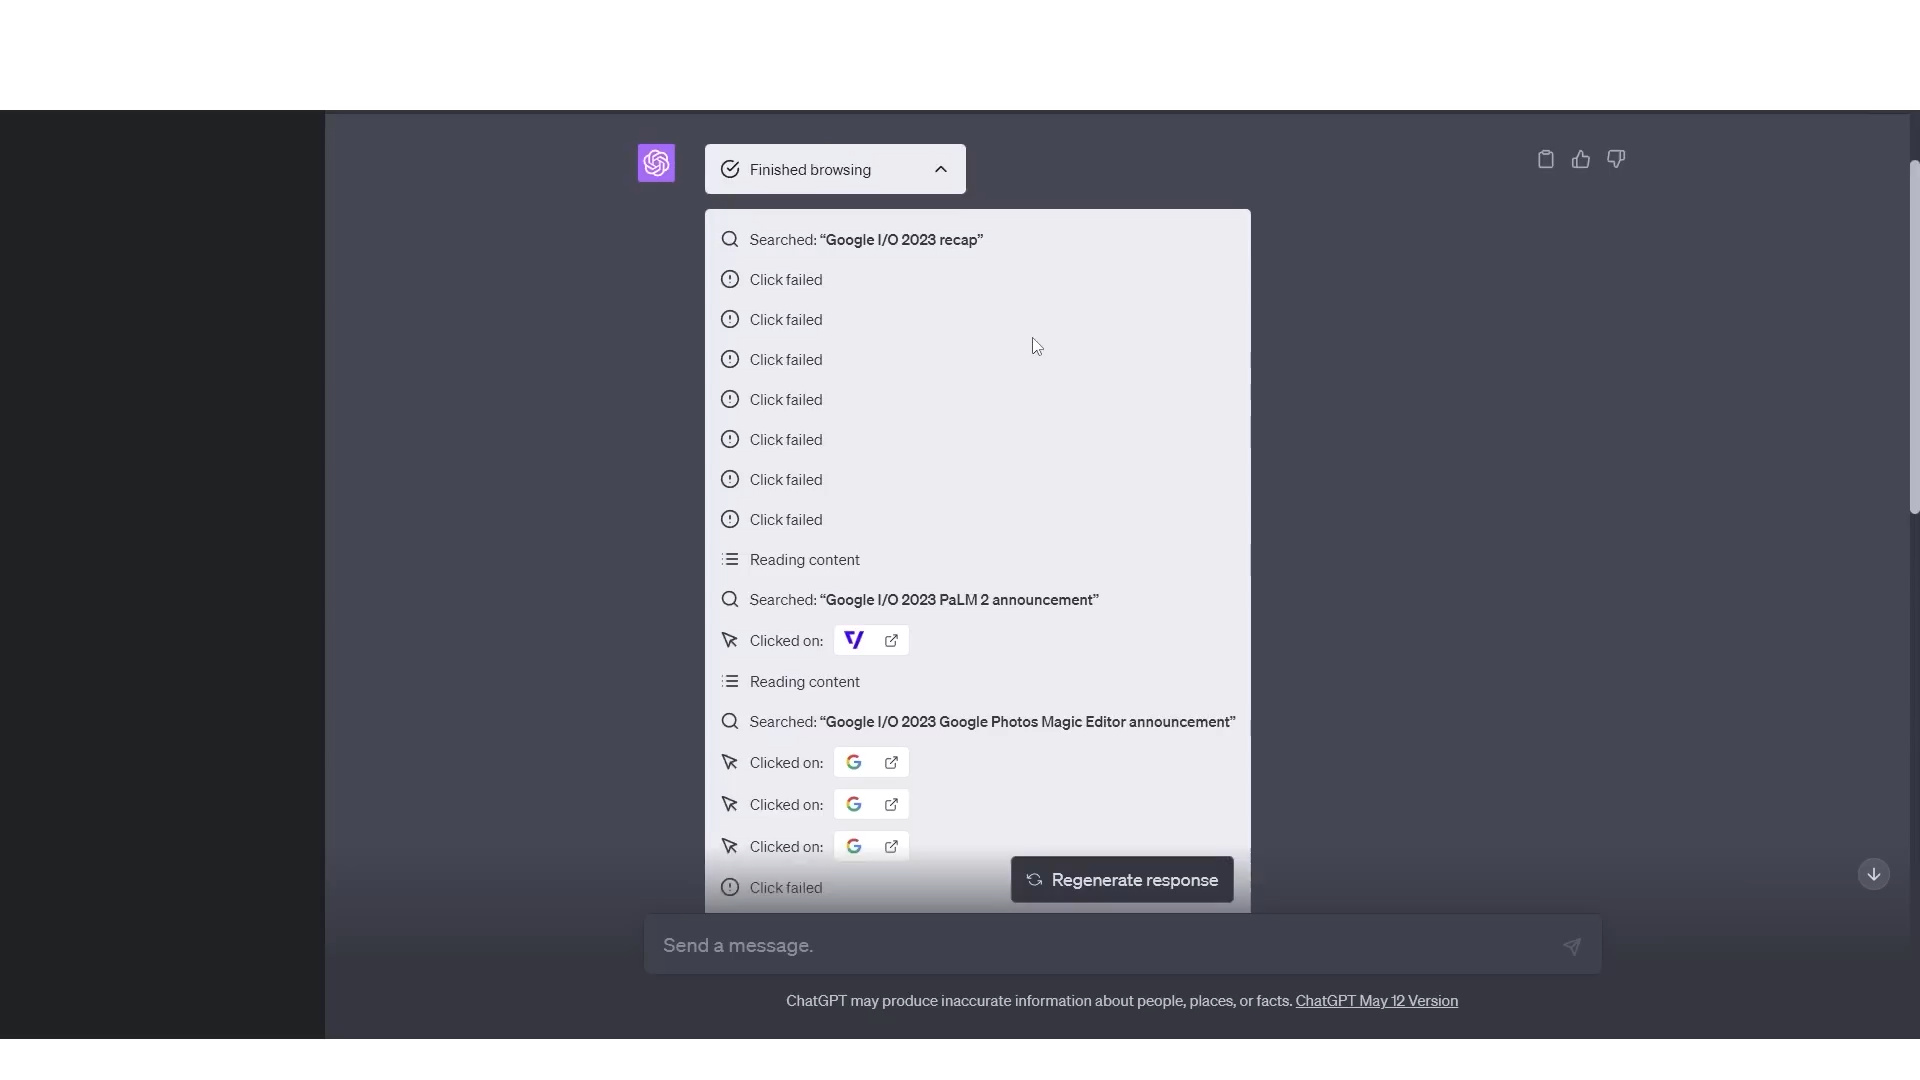 Finished browsing
Searched: “Google I/O 2023 recap”
Click failed
Click failed
Click failed
Click failed
Click failed
Click failed
Click failed
Reading content
Searched: “Google I/O 2023 PaLM 2 announcement”
Clicked on:
Reading content
Searched: “Google I/O 2023 Google Photos Magic Editor announcement”
Clicked on:
Clicked on:
Clicked on:
Click failed
Regenerate response
Send a message.
ChatGPT may produce inaccurate information about people, places, or facts. ChatGPT May 12 Version